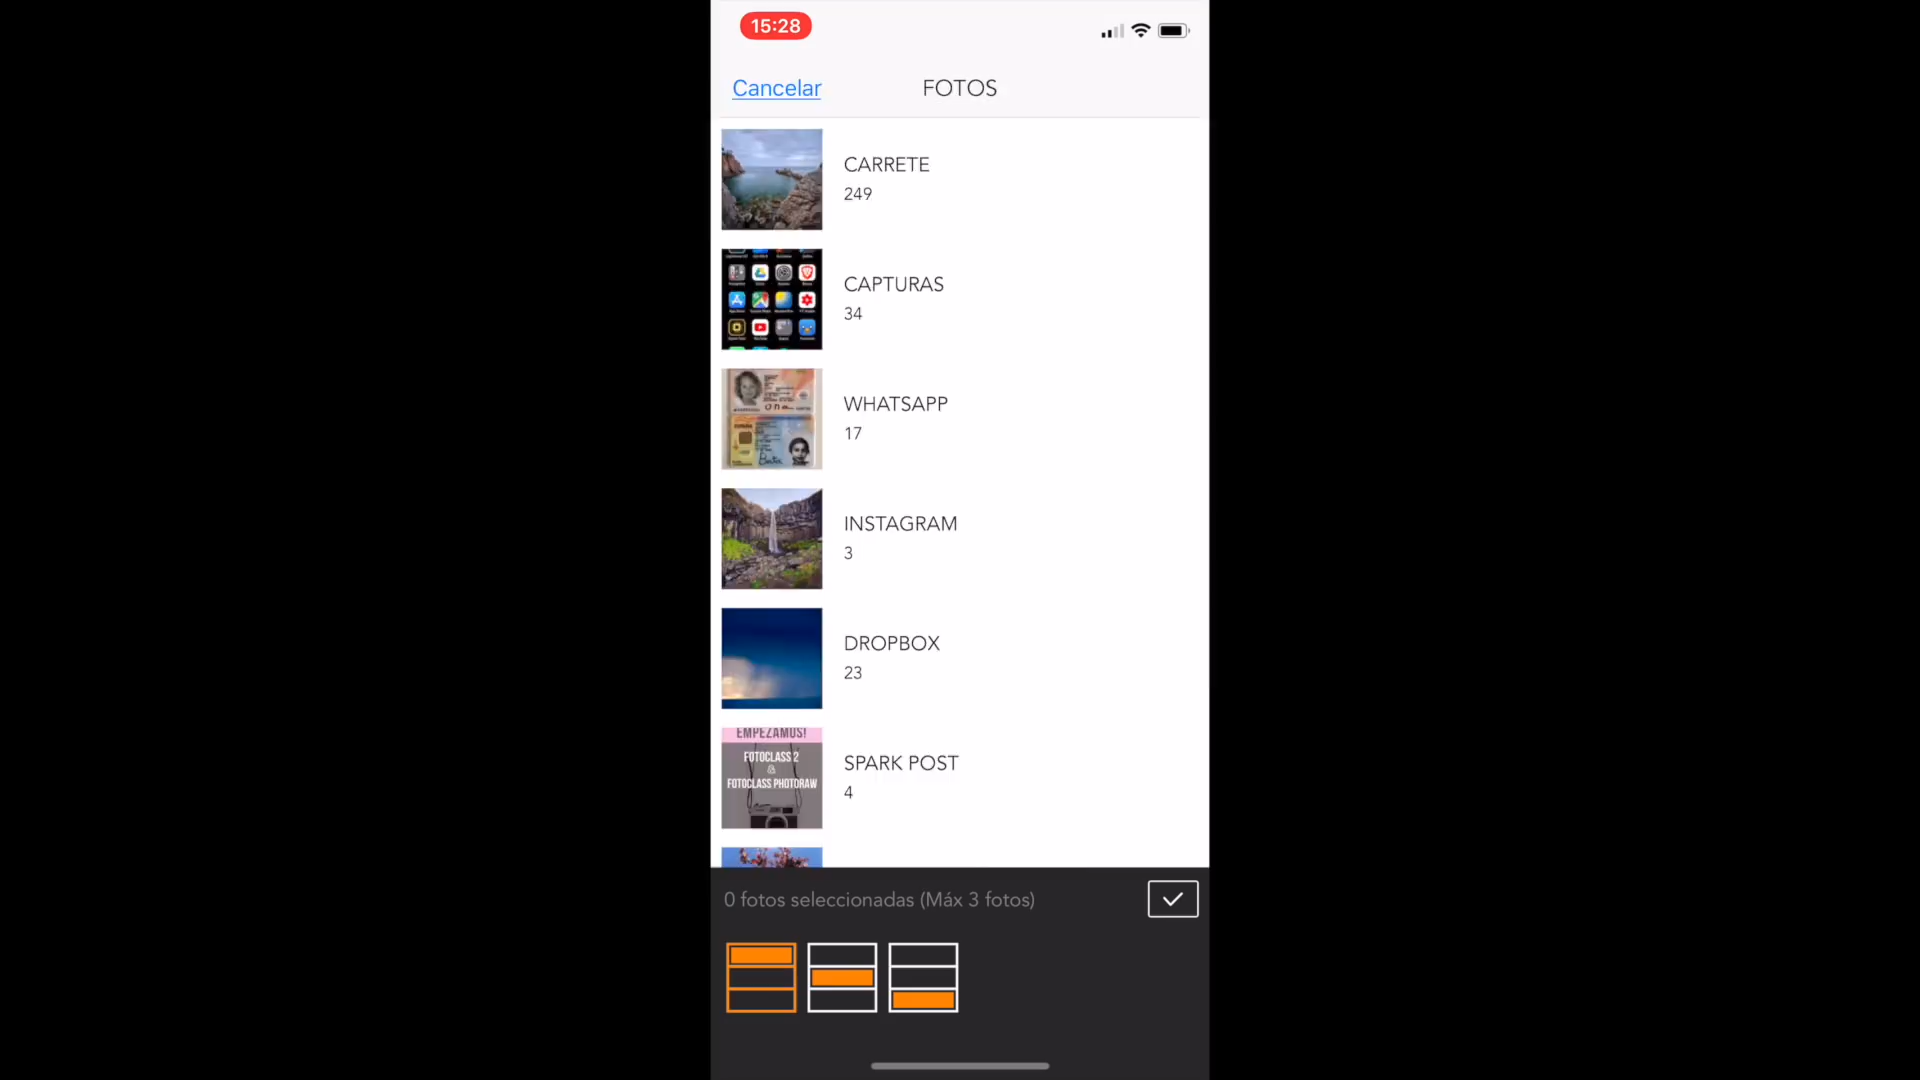 15:28
Cancelar
FOTOS
CARRETE
249
CAPTURAS
34
WHATSAPP
17
INSTAGRAM
3
DROPBOX
23
EMPEZAMOS!
FOTOCLASS 2
&
FOTOCLASS PHOTORAW
SPARK POST
4
0 fotos seleccionadas (Máx 3 fotos)